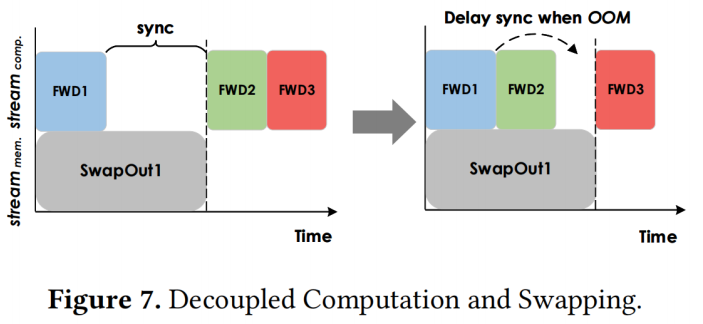 sync
Delay sync when OOM
stream comp.
FWD1
FWD2
FWD3
FWD1
FWD2
FWD3
stream mem.
SwapOut1
SwapOut1
Time
Time
Figure 7. Decoupled Computation and Swapping.